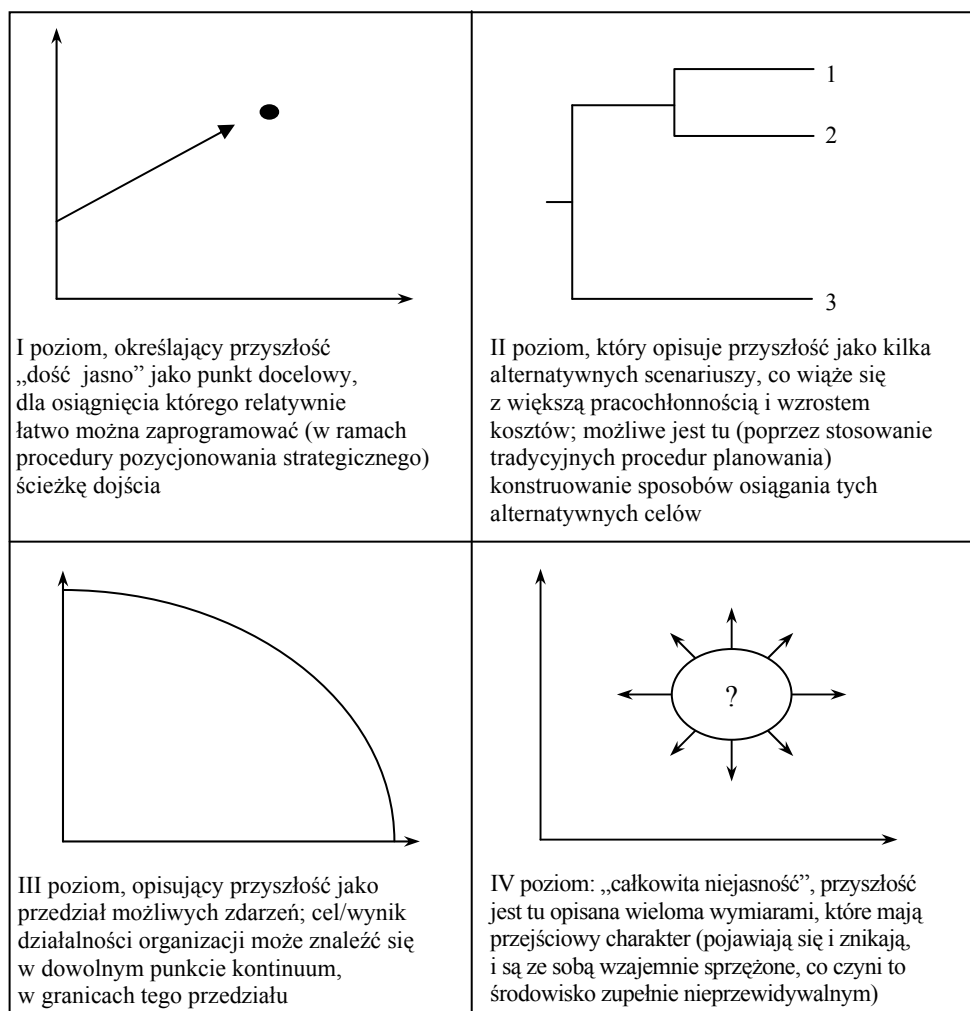 I poziom, określający przyszłość
„dość jasno” jako punkt docelowy,
dla osiągnięcia którego relatywnie
łatwo można zaprogramować (w ramach
procedury pozycjonowania strategicznego)
ścieżkę dojścia
1
2
3
II poziom, który opisuje przyszłość jako kilka
alternatywnych scenariuszy, co wiąże się
z większą pracochłonnością i wzrostem
kosztów; możliwe jest tu (poprzez stosowanie
tradycyjnych procedur planowania)
konstruowanie sposobów osiągania tych
alternatywnych celów
III poziom, opisujący przyszłość jako
przedział możliwych zdarzeń; cel/wynik
działalności organizacji może znaleźć się
w dowolnym punkcie kontinuum,
w granicach tego przedziału
?
IV poziom: „całkowita niejasność”, przyszłość
jest tu opisana wieloma wymiarami, które mają
przejściowy charakter (pojawiają się i znikają,
i są ze sobą wzajemnie sprzężone, co czyni to
środowisko zupełnie nieprzewidywalnym)